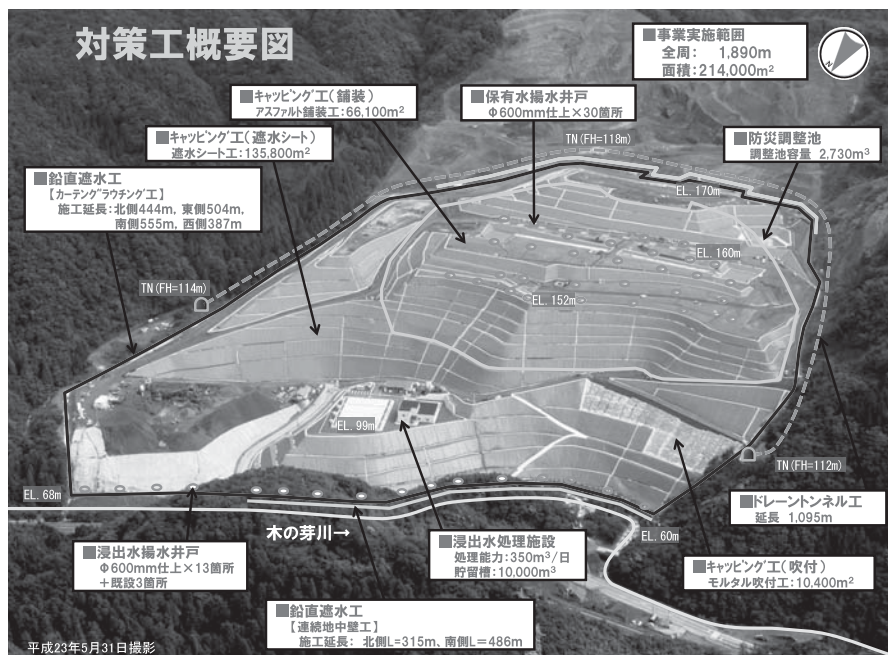 対策工概要図
■事業実施範囲
全周： 1,890m
面積：214,000m²
N
■キャッピング工（舗装）
アスファルト舗装工：66,100m²
■保有水揚水井戸
Φ600mm仕上×30箇所
■キャッピング工（遮水シート）
遮水シート工：135,800m²
TN(FH=118m)
■防災調整池
調整池容量 2,730m³
■鉛直遮水工
【カーテングラウチング工】
施工延長：北側444m，東側504m，
南側555m，西側387m
EL.170m
EL.160m
TN(FH=114m)
EL.152m
EL.99m
TN(FH=112m)
EL.68m
■ドレーントンネル工
延長 1,095m
木の芽川→
EL.60m
■浸出水揚水井戸
Φ600mm仕上×13箇所
＋既設3箇所
■浸出水処理施設
処理能力：350m³/日
貯留槽：10,000m³
■キャッピング工（吹付）
モルタル吹付工：10,400m²
■鉛直遮水工
【連続地中壁工】
施工延長： 北側L=315m、南側L＝486m
平成23年5月31日撮影